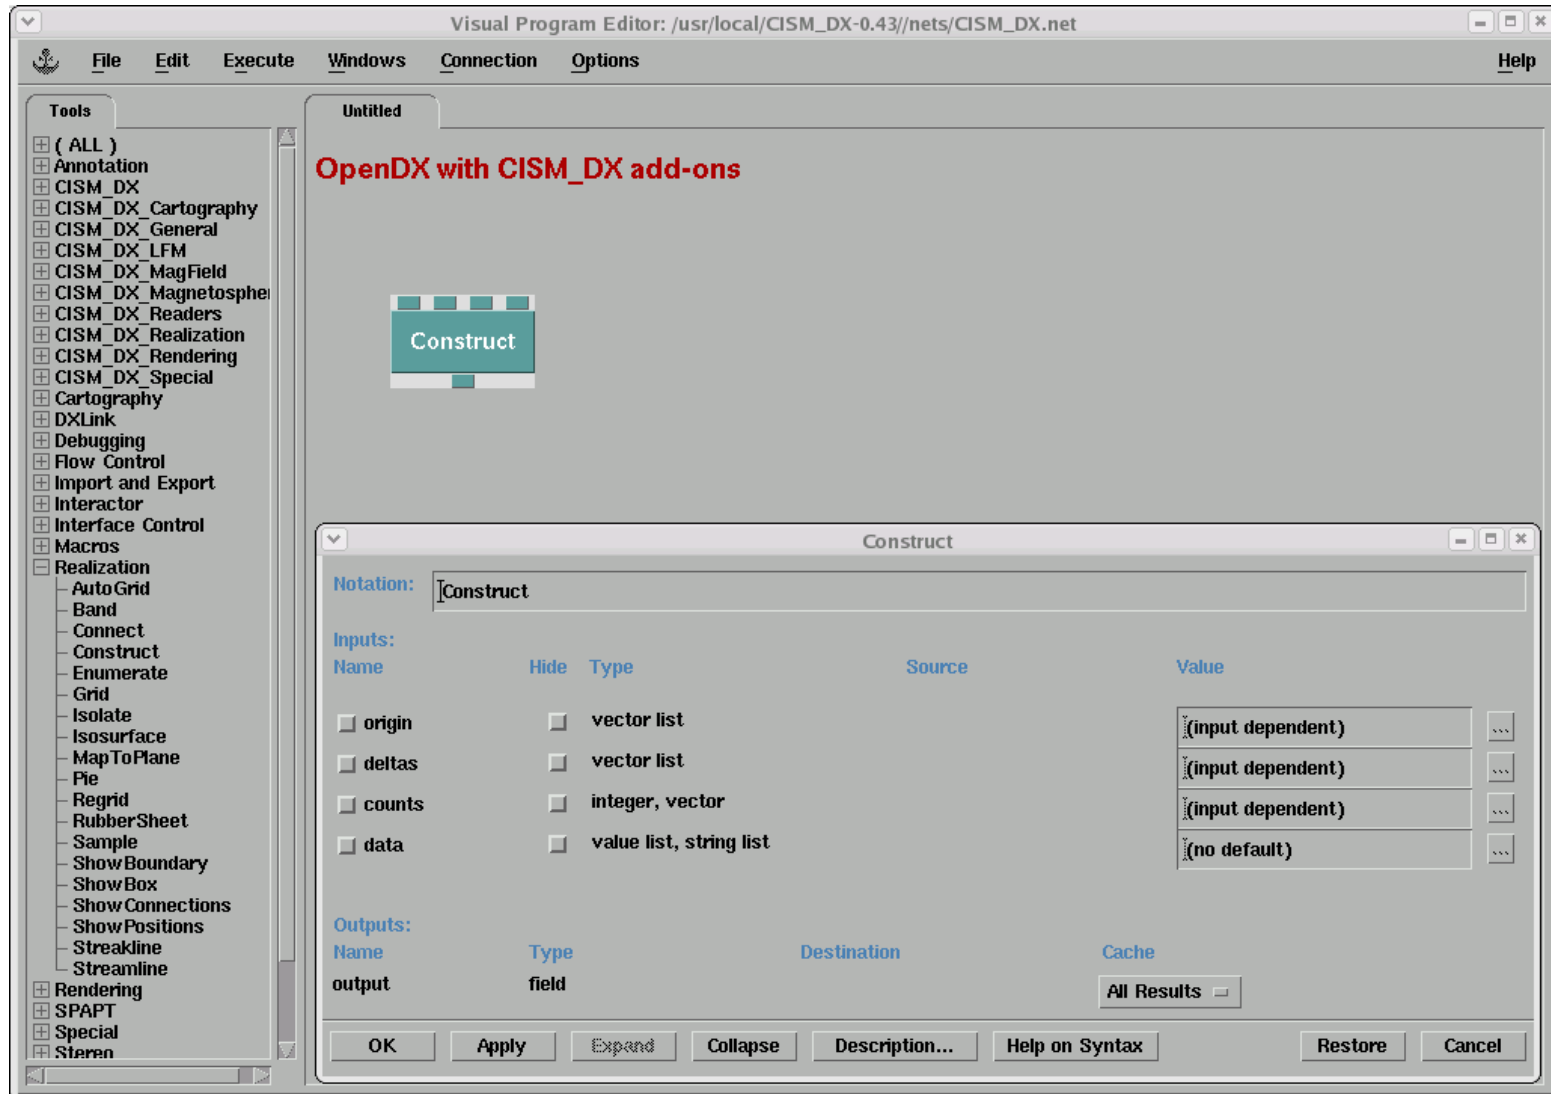 Visual Program Editor: /usr/local/CISM_DX-0.43//nets/CISM_DX.net
File Edit Execute Windows Connection Options Help
Tools
Untitled
( ALL )
Annotation
CISM_DX
CISM_DX_Cartography
CISM_DX_General
CISM_DX_LFM
CISM_DX_MagField
CISM_DX_Magnetospher
CISM_DX_Readers
CISM_DX_Realization
CISM_DX_Rendering
CISM_DX_Special
Cartography
DXLink
Debugging
Flow Control
Import and Export
Interactor
Interface Control
Macros
Realization
AutoGrid
Band
Connect
Construct
Enumerate
Grid
Isolate
Isosurface
MapToPlane
Pie
Regrid
RubberSheet
Sample
ShowBoundary
ShowBox
ShowConnections
ShowPositions
Streakline
Streamline
Rendering
SPAPT
Special
Stereo
OpenDX with CISM_DX add-ons
Construct
Construct
Notation: Construct
Inputs:
Name Hide Type Source Value
origin vector list (input dependent) ...
deltas vector list (input dependent) ...
counts integer, vector (input dependent) ...
data value list, string list (no default) ...
Outputs:
Name Type Destination Cache
output field All Results
OK Apply Expand Collapse Description... Help on Syntax Restore Cancel